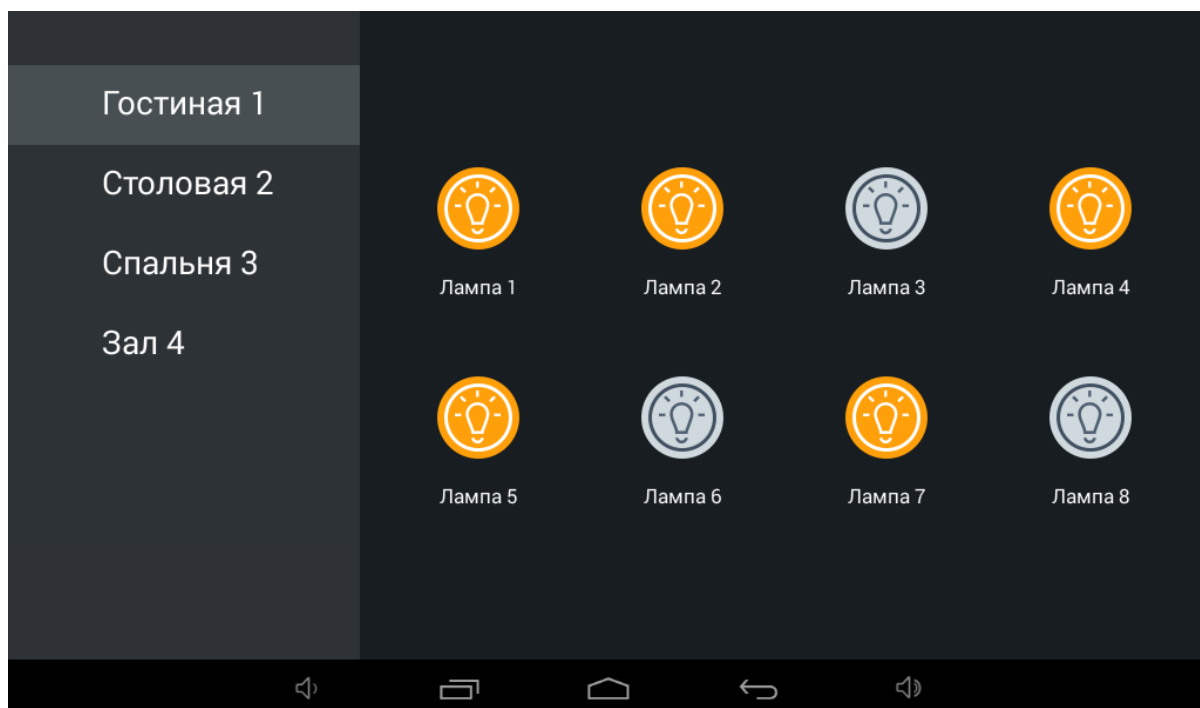 Гостиная 1
Столовая 2
Спальня 3
Зал 4
Лампа 1 Лампа 2 Лампа 3 Лампа 4
Лампа 5 Лампа 6 Лампа 7 Лампа 8